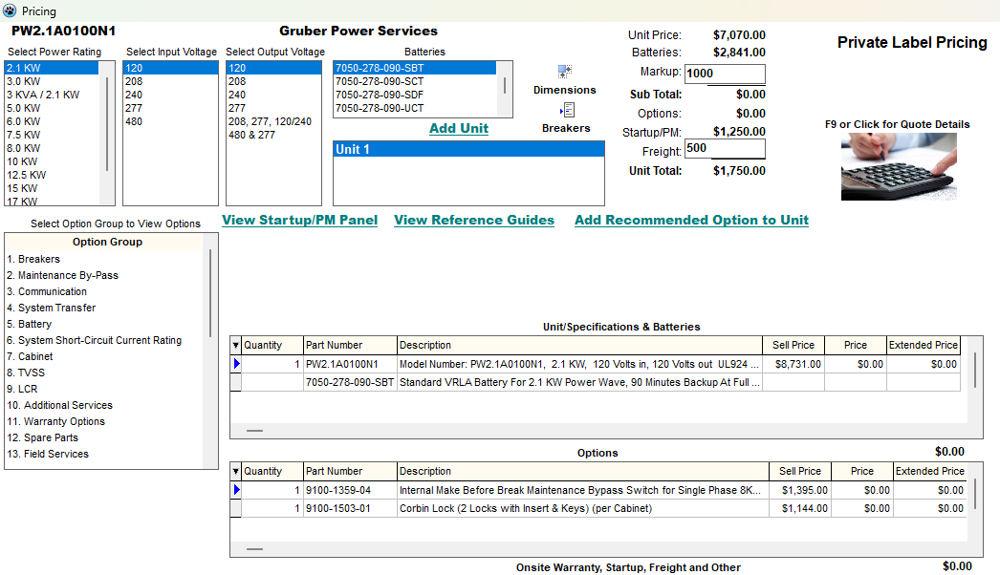 Pricing
PW2.1A0100N1
Gruber Power Services
Select Power Rating
2.1 KW
3.0 KW
3 KVA / 2.1 KW
5.0 KW
6.0 KW
7.5 KW
8.0 KW
10 KW
12.5 KW
15 KW
17 KW
Select Input Voltage
120
208
240
277
480
Select Output Voltage
120
208
240
277
208, 277, 120/240
480 & 277
Batteries
7050-278-090-SBT
7050-278-090-SCT
7050-278-090-SDF
7050-278-090-UCT
Add Unit
Unit 1
Dimensions
Breakers
Unit Price: $7,070.00
Batteries: $2,841.00
Markup: 1000
Sub Total: $0.00
Options: $0.00
Startup/PM: $1,250.00
Freight: 500
Unit Total: $1,750.00
Private Label Pricing
F9 or Click for Quote Details
View Startup/PM Panel View Reference Guides Add Recommended Option to Unit
Select Option Group to View Options
Option Group
1. Breakers
2. Maintenance By-Pass
3. Communication
4. System Transfer
5. Battery
6. System Short-Circuit Current Rating
7. Cabinet
8. TVSS
9. LCR
10. Additional Services
11. Warranty Options
12. Spare Parts
13. Field Services
Unit/Specifications & Batteries
Quantity Part Number Description Sell Price Price Extended Price
1 PW2.1A0100N1 Model Number: PW2.1A0100N1, 2.1 KW, 120 Volts in, 120 Volts out UL924 ... $8,731.00 $0.00 $0.00
7050-278-090-SBT Standard VRLA Battery For 2.1 KW Power Wave, 90 Minutes Backup At Full ...
Options $0.00
Quantity Part Number Description Sell Price Price Extended Price
1 9100-1359-04 Internal Make Before Break Maintenance Bypass Switch for Single Phase 8K... $1,395.00 $0.00 $0.00
1 9100-1503-01 Corbin Lock (2 Locks with Insert & Keys) (per Cabinet) $1,144.00 $0.00 $0.00
Onsite Warranty, Startup, Freight and Other $0.00